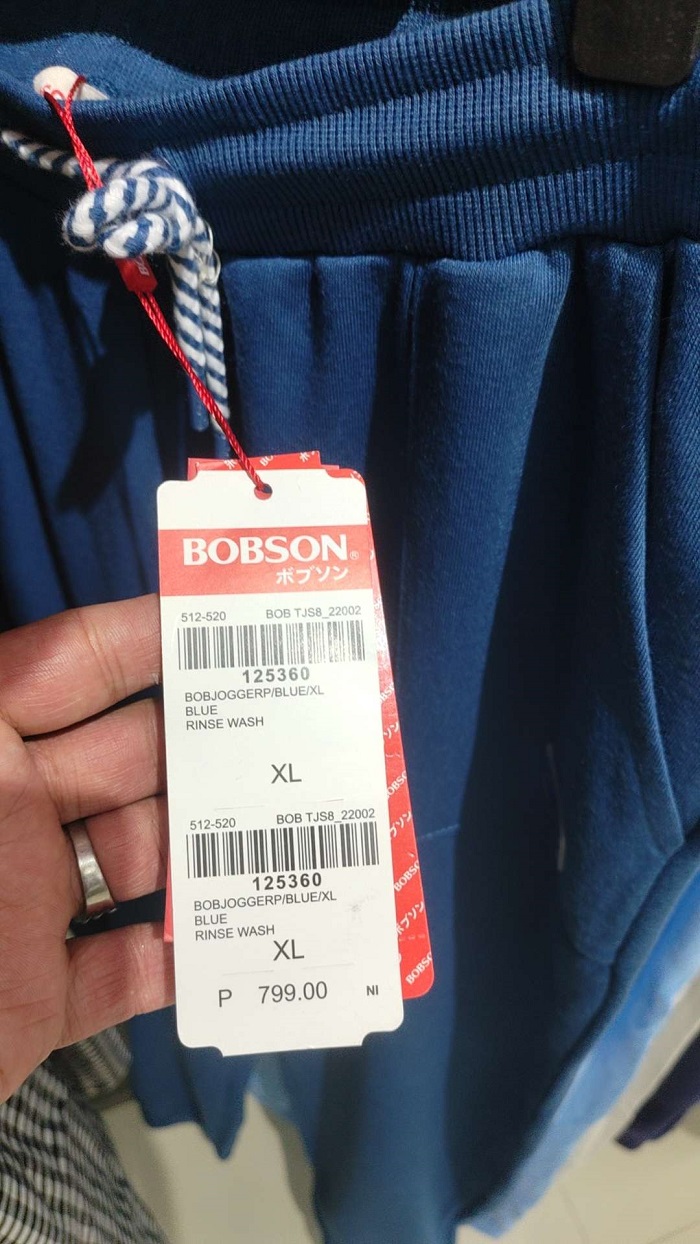 BOBSON®
ボブソン
512-520 BOB TJS8_22002
125360
BOBJOGGERP/BLUE/XL
BLUE
RINSE WASH
XL
512-520 BOB TJS8_22002
125360
BOBJOGGERP/BLUE/XL
BLUE
RINSE WASH
XL
P 799.00 NI